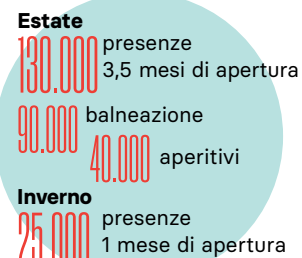 Estate
130.000 presenze
3,5 mesi di apertura
90.000 balneazione
40.000 aperitivi
Inverno
25.000 presenze
1 mese di apertura